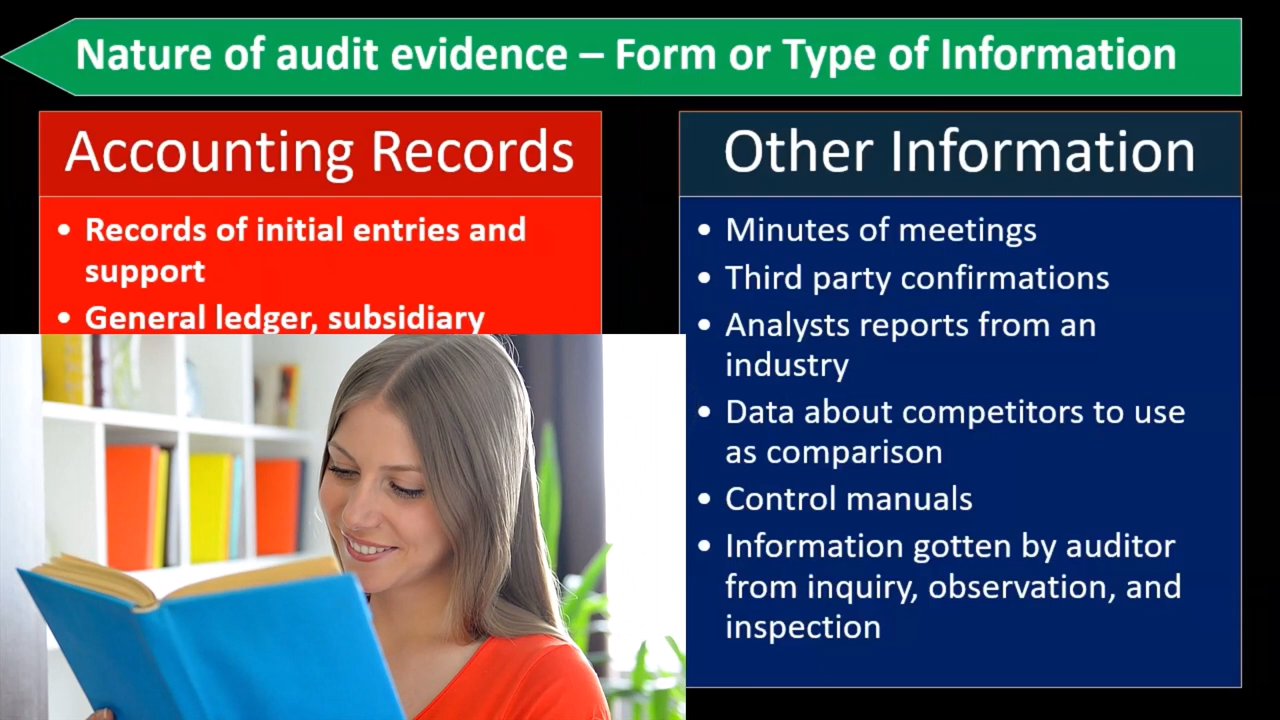 Nature of audit evidence – Form or Type of Information
Accounting Records
• Records of initial entries and
support
• General ledger, subsidiary
Other Information
• Minutes of meetings
• Third party confirmations
• Analysts reports from an
industry
• Data about competitors to use
as comparison
• Control manuals
• Information gotten by auditor
from inquiry, observation, and
inspection